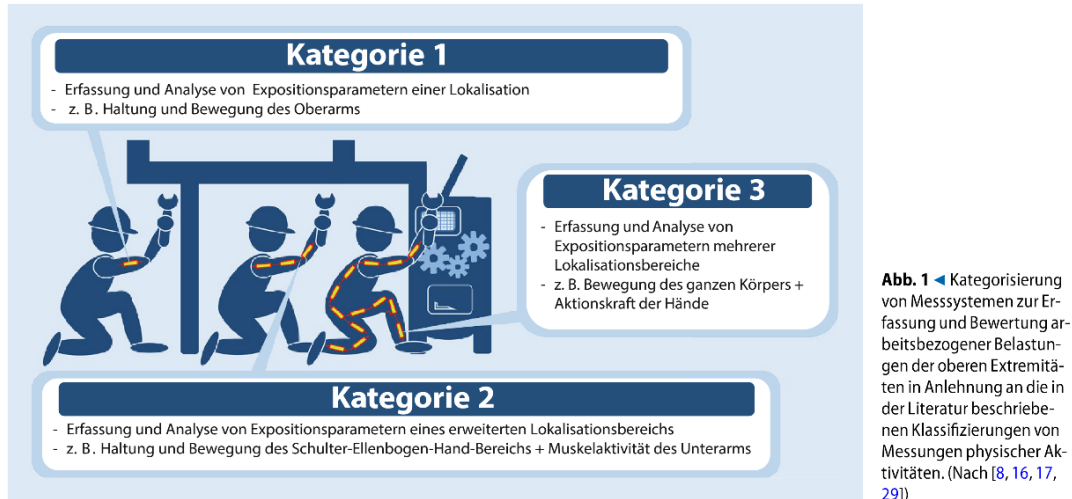 Kategorie 1
- Erfassung und Analyse von Expositionsparametern einer Lokalisation
- z. B. Haltung und Bewegung des Oberarms
Kategorie 3
- Erfassung und Analyse von
Expositionsparametern mehrerer
Lokalisationsbereiche
- z. B. Bewegung des ganzen Körpers +
Aktionskraft der Hände
Kategorie 2
- Erfassung und Analyse von Expositionsparametern eines erweiterten Lokalisationsbereichs
- z. B. Haltung und Bewegung des Schulter-Ellenbogen-Hand-Bereichs + Muskelaktivität des Unterarms
Abb. 1 ◄ Kategorisierung
von Messsystemen zur Er-
fassung und Bewertung ar-
beitsbezogener Belastun-
gen der oberen Extremitä-
ten in Anlehnung an die in
der Literatur beschriebe-
nen Klassifizierungen von
Messungen physischer Ak-
tivitäten. (Nach [8, 16, 17,
29])